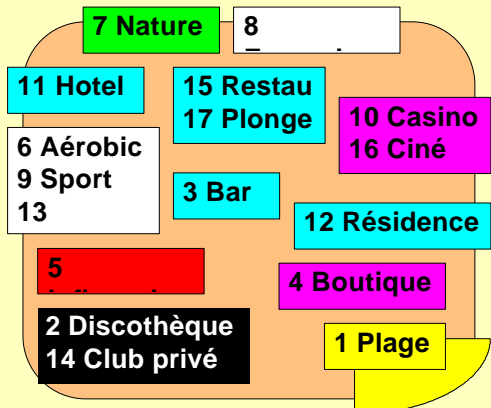 7 Nature
8
11 Hotel
15 Restau
17 Plonge
10 Casino
16 Ciné
6 Aérobic
9 Sport
13
3 Bar
12 Résidence
5
4 Boutique
2 Discothèque
14 Club privé
1 Plage